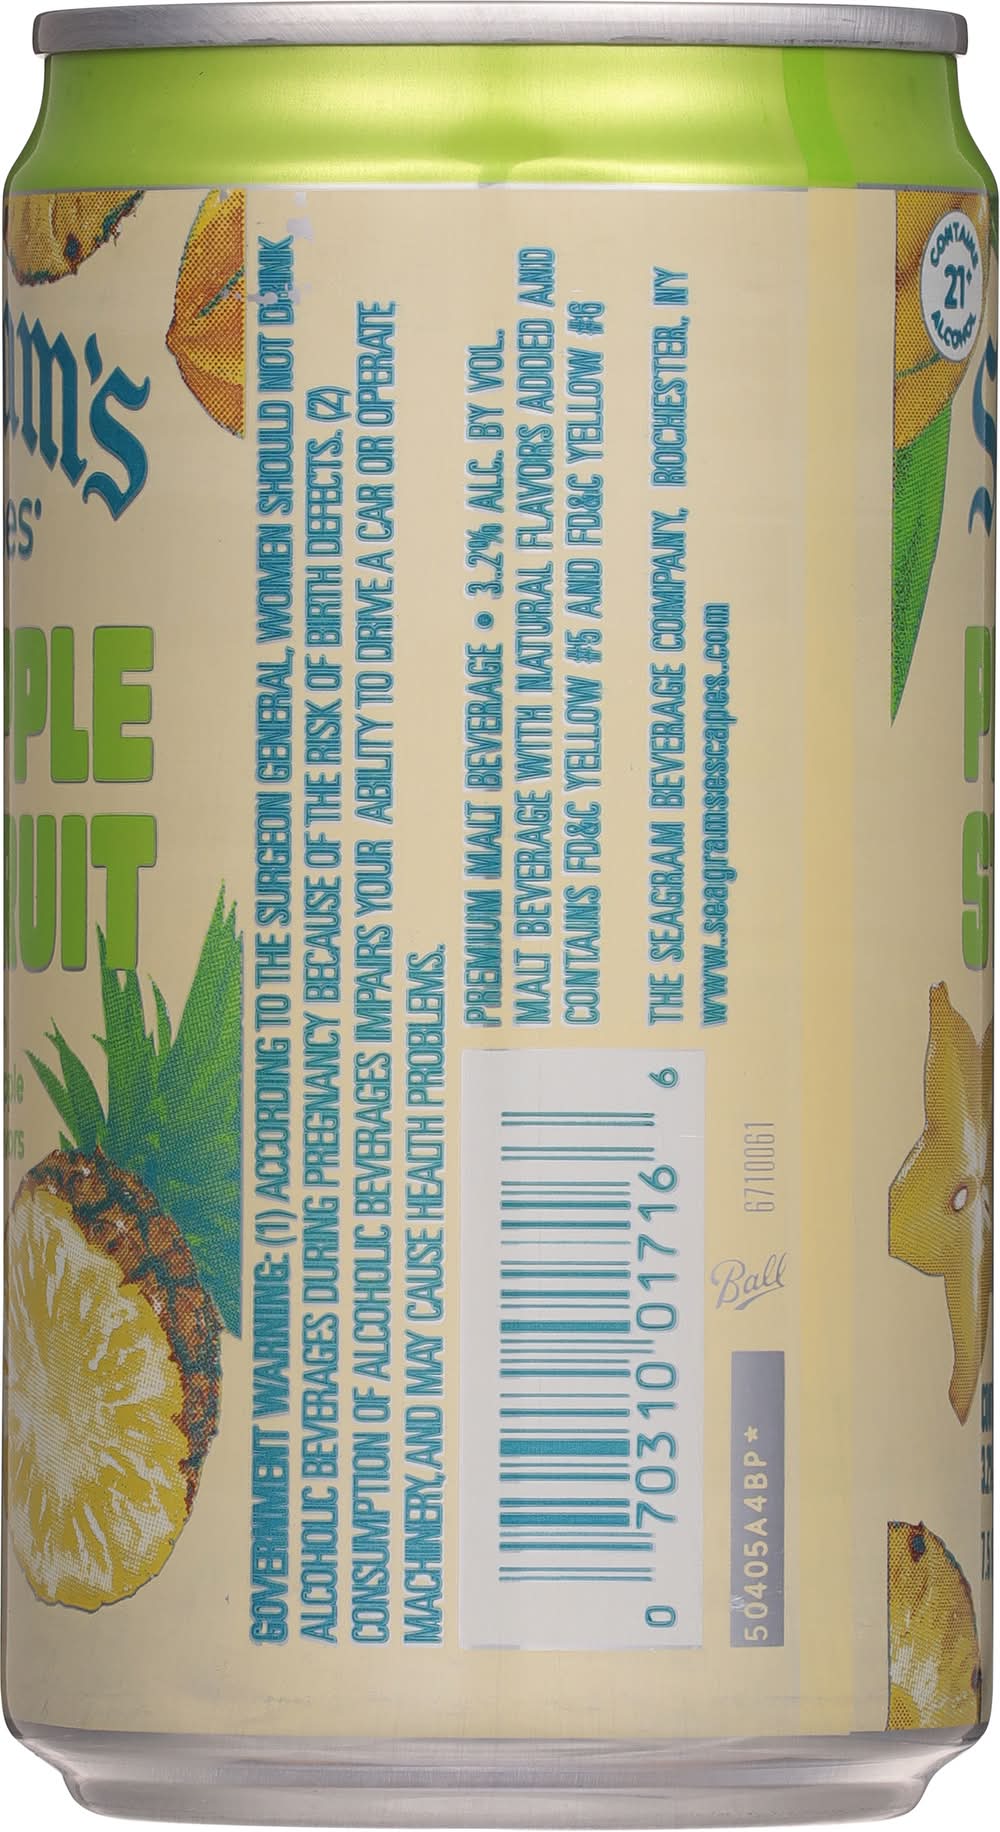 GOVERNMENT WARNING: (1) ACCORDING TO THE SURGEON GENERAL, WOMEN SHOULD NOT DRINK
ALCOHOLIC BEVERAGES DURING PREGNANCY BECAUSE OF THE RISK OF BIRTH DEFECTS. (2)
CONSUMPTION OF ALCOHOLIC BEVERAGES IMPAIRS YOUR ABILITY TO DRIVE A CAR OR OPERATE
MACHINERY, AND MAY CAUSE HEALTH PROBLEMS.
PREMIUM MALT BEVERAGE • 3.2% ALC. BY VOL.
MALT BEVERAGE WITH NATURAL FLAVORS ADDED AND
CONTAINS FD&C YELLOW #5 AND FD&C YELLOW #6
THE SEAGRAM BEVERAGE COMPANY, ROCHESTER, NY
www.seagramsescapes.com
0 70310 01716 6
Ball 6710061
50405A4BP*
am's
es
PPLE
RUIT
CONTAINS
21+
ALCOHOL